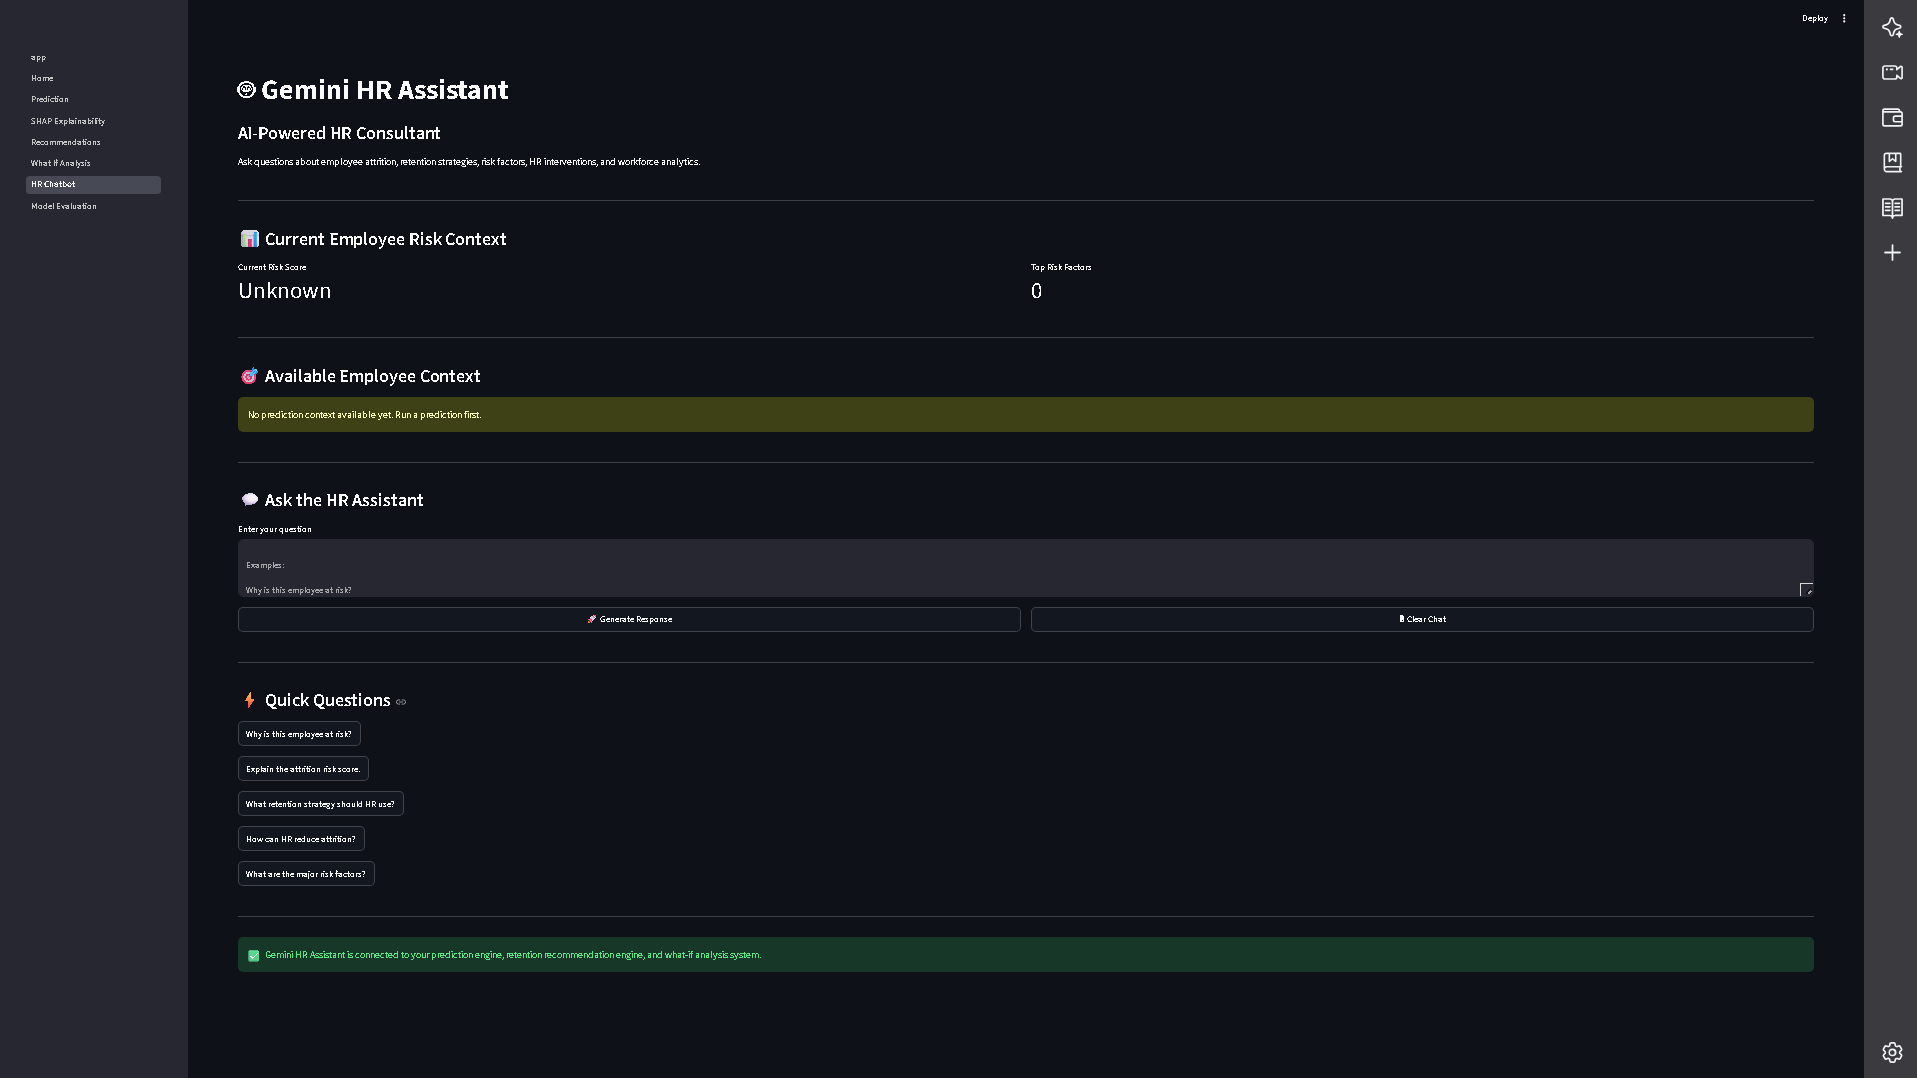 Deploy
app
Home
Prediction
SHAP Explainability
Recommendations
What If Analysis
HR Chatbot
Model Evaluation
Gemini HR Assistant
AI-Powered HR Consultant
Ask questions about employee attrition, retention strategies, risk factors, HR interventions, and workforce analytics.
Current Employee Risk Context
Current Risk Score
Unknown
Top Risk Factors
0
Available Employee Context
No prediction context available yet. Run a prediction first.
Ask the HR Assistant
Enter your question
Examples:
Why is this employee at risk?
Generate Response
Clear Chat
Quick Questions
Why is this employee at risk?
Explain the attrition risk score.
What retention strategy should HR use?
How can HR reduce attrition?
What are the major risk factors?
Gemini HR Assistant is connected to your prediction engine, retention recommendation engine, and what-if analysis system.